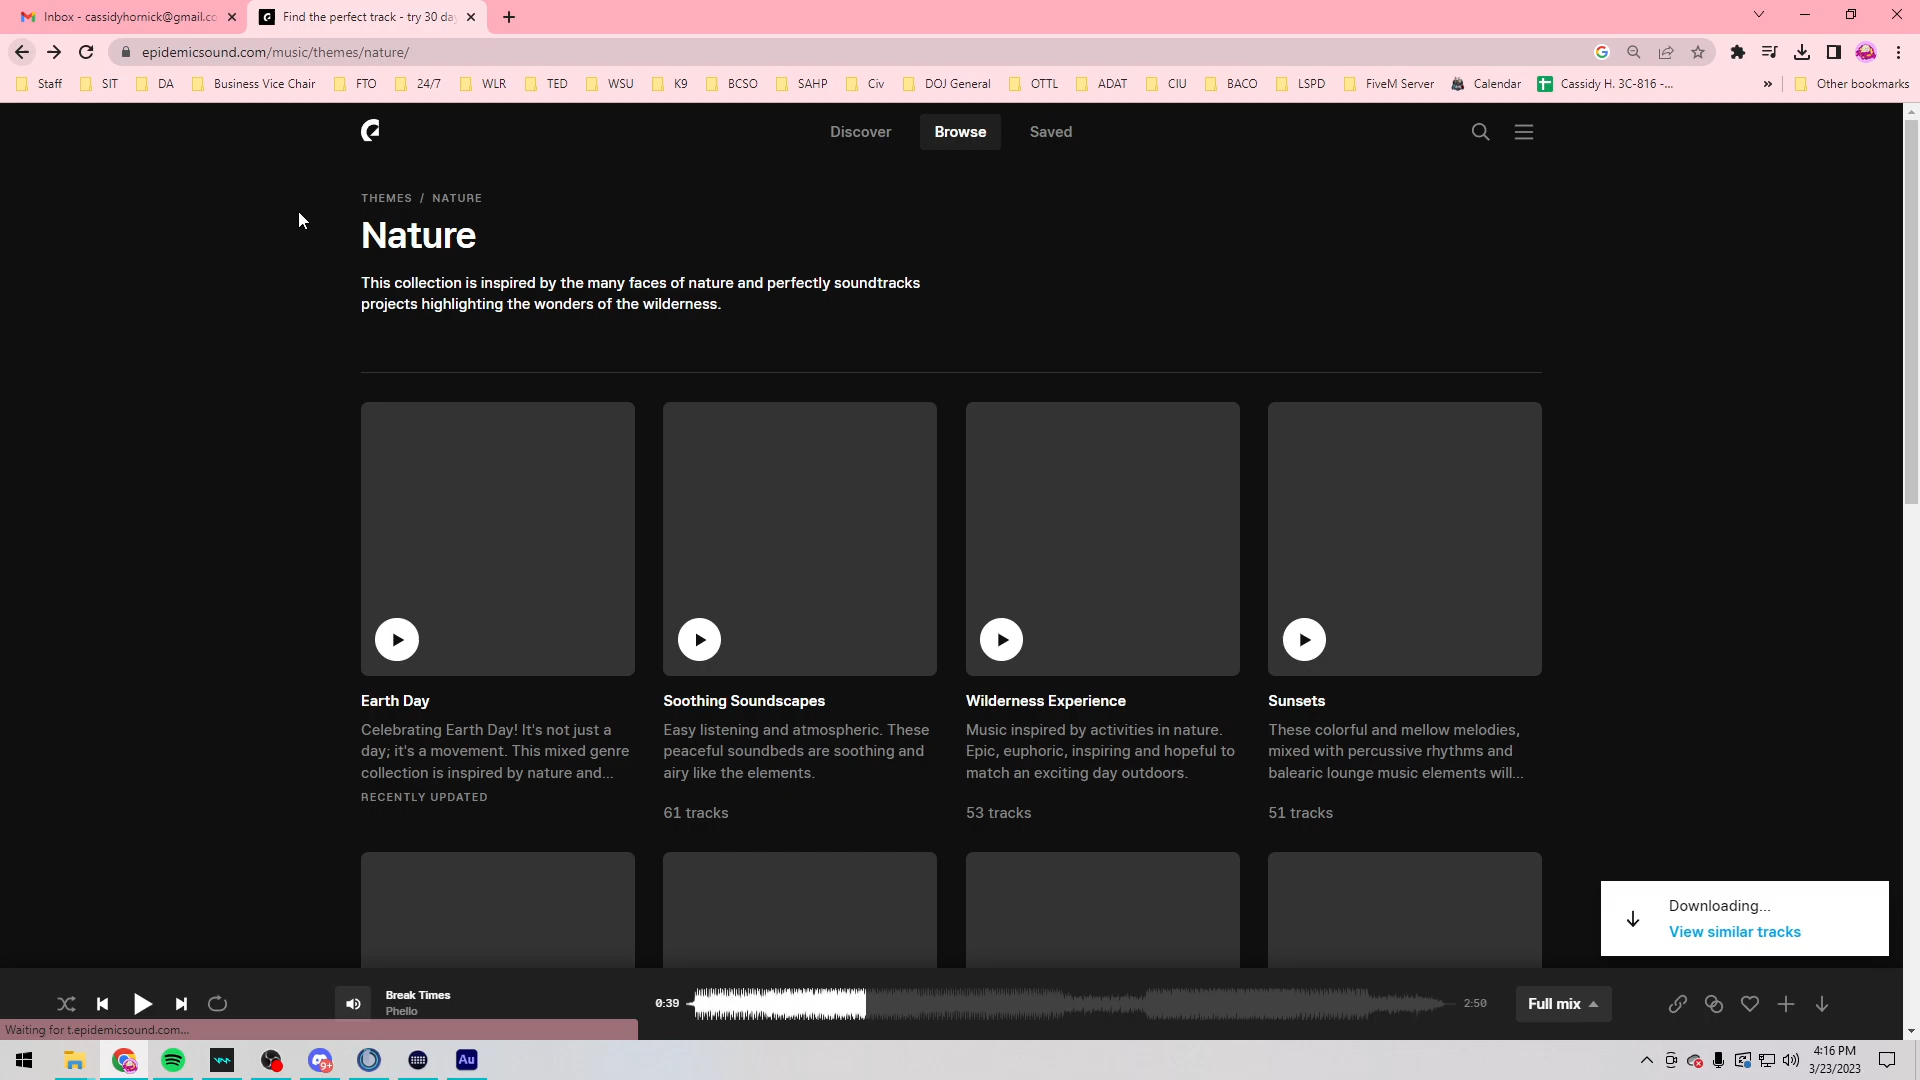 Inbox - cassidyhornick@gmail.co
Find the perfect track - try 30 day
epidemicsound.com/music/themes/nature/
Staff
SIT
DA
Business Vice Chair
FTO
24/7
WLR
TED
WSU
K9
BCSO
SAHP
Civ
DOJ General
OTTL
ADAT
CIU
BACO
LSPD
FiveM Server
Calendar
Cassidy H. 3C-816 -...
»
Other bookmarks
Discover
Browse
Saved
THEMES / NATURE
Nature
This collection is inspired by the many faces of nature and perfectly soundtracks
projects highlighting the wonders of the wilderness.
Earth Day
Celebrating Earth Day! It's not just a
day; it's a movement. This mixed genre
collection is inspired by nature and...
RECENTLY UPDATED
Soothing Soundscapes
Easy listening and atmospheric. These
peaceful soundbeds are soothing and
airy like the elements.
61 tracks
Wilderness Experience
Music inspired by activities in nature.
Epic, euphoric, inspiring and hopeful to
match an exciting day outdoors.
53 tracks
Sunsets
These colorful and mellow melodies,
mixed with percussive rhythms and
balearic lounge music elements will...
51 tracks
Downloading...
View similar tracks
Break Times
Phello
0:39
2:50
Full mix
Waiting for t.epidemicsound.com...
9+
Au
4:16 PM
3/23/2023